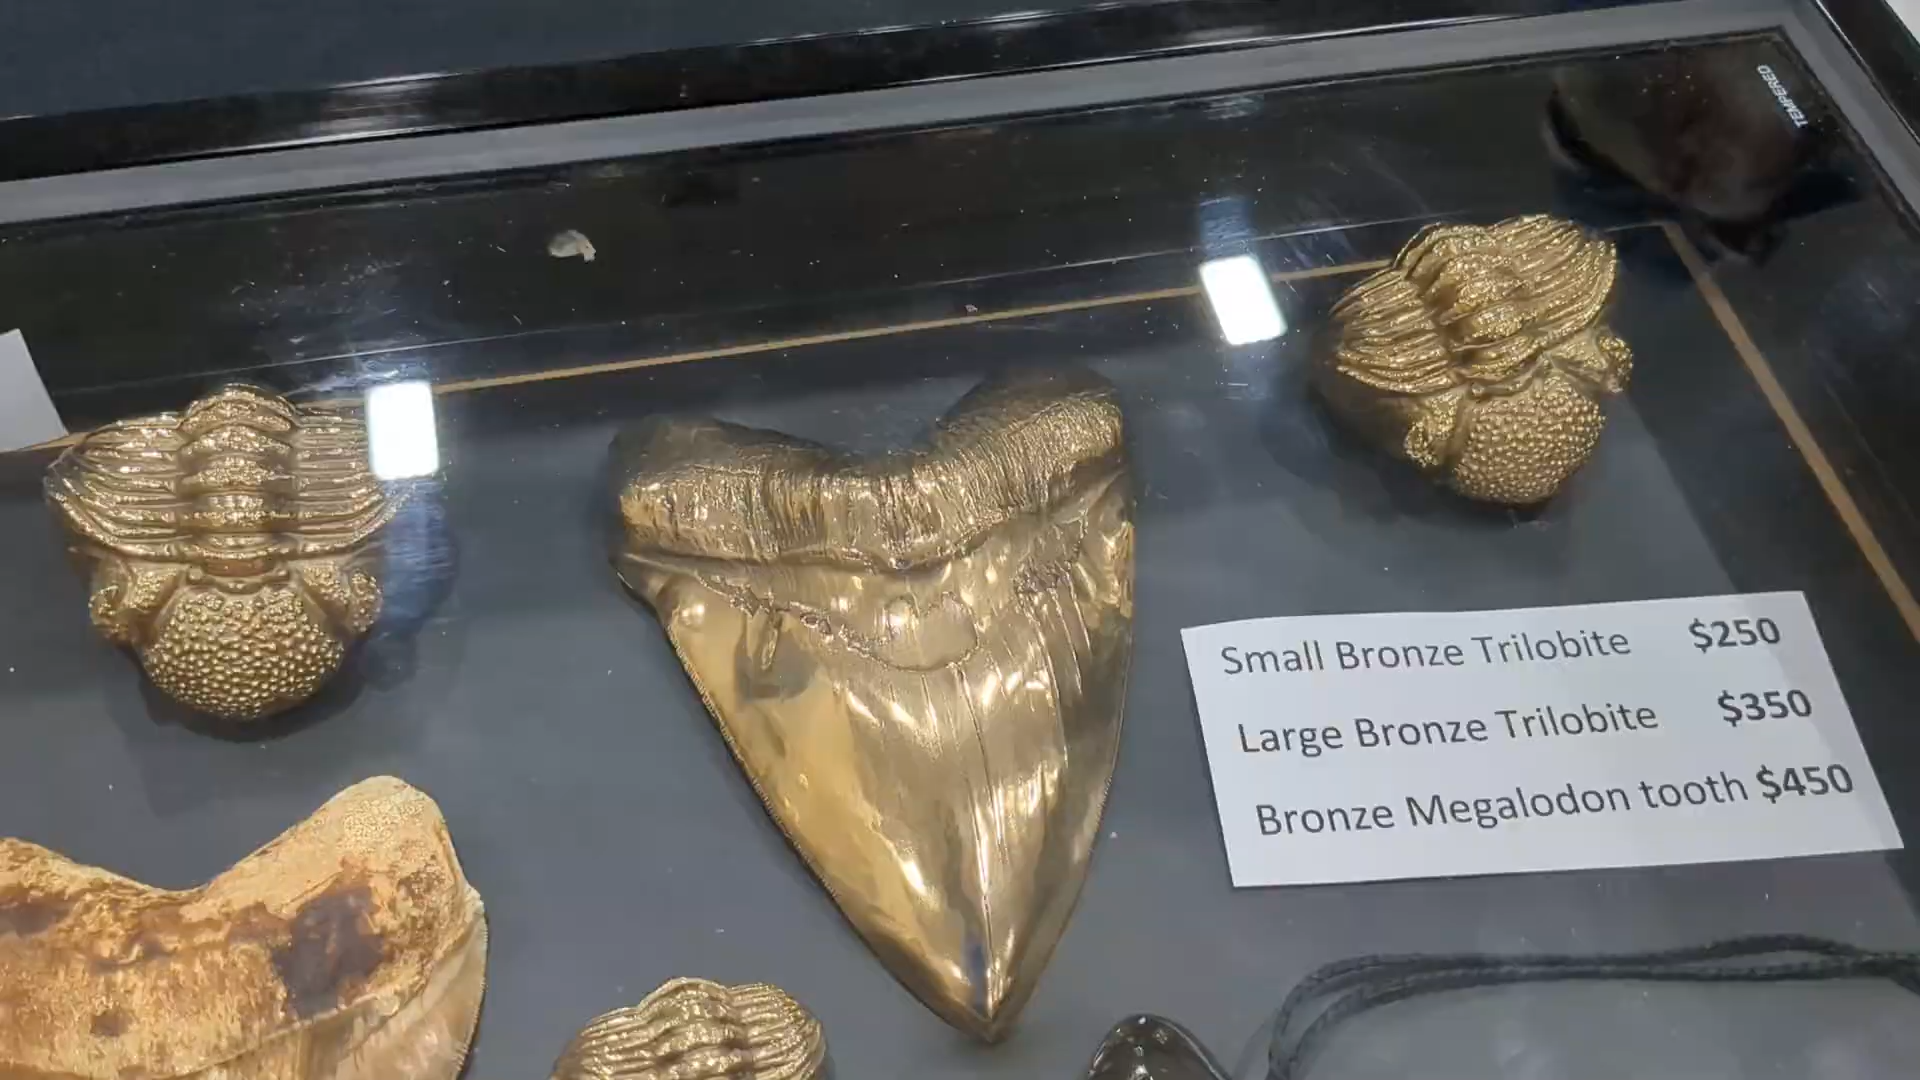 TEMPERED
Small Bronze Trilobite $250
Large Bronze Trilobite $350
Bronze Megalodon tooth $450